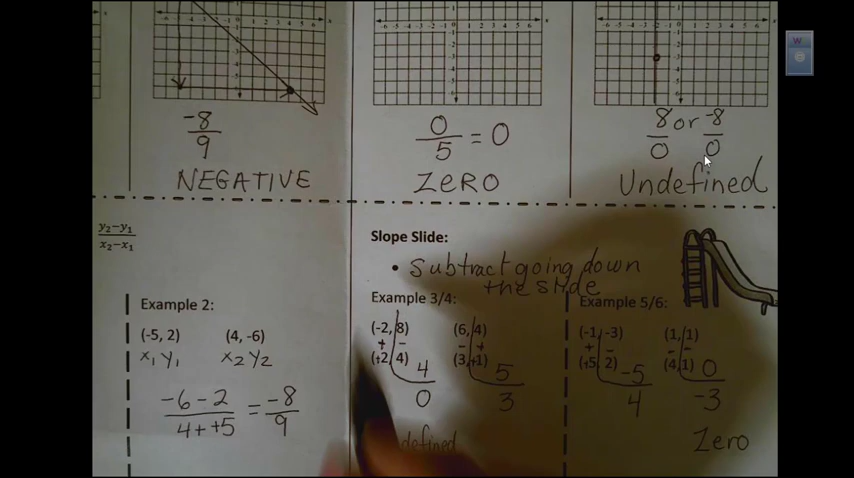 -8
9
NEGATIVE
0
5
= 0
ZERO
8 or -8
0 0
Undefined
y₂−y₁
x₂−x₁
Slope Slide:
• Subtract going down
the slide
Example 2:
(-5, 2) (4, -6)
x₁ y₁ x₂ y₂
-6 - 2 = -8
4 + +5 9
Example 3/4:
(-2, 8) (6, 4)
+ − − +
(+2, 4) (3, +1)
4 5
0 3
defined
Example 5/6:
(-1, -3) (1, 1)
+ − − −
(+5, 2) (4, 1)
-5 0
4 -3
Zero
W